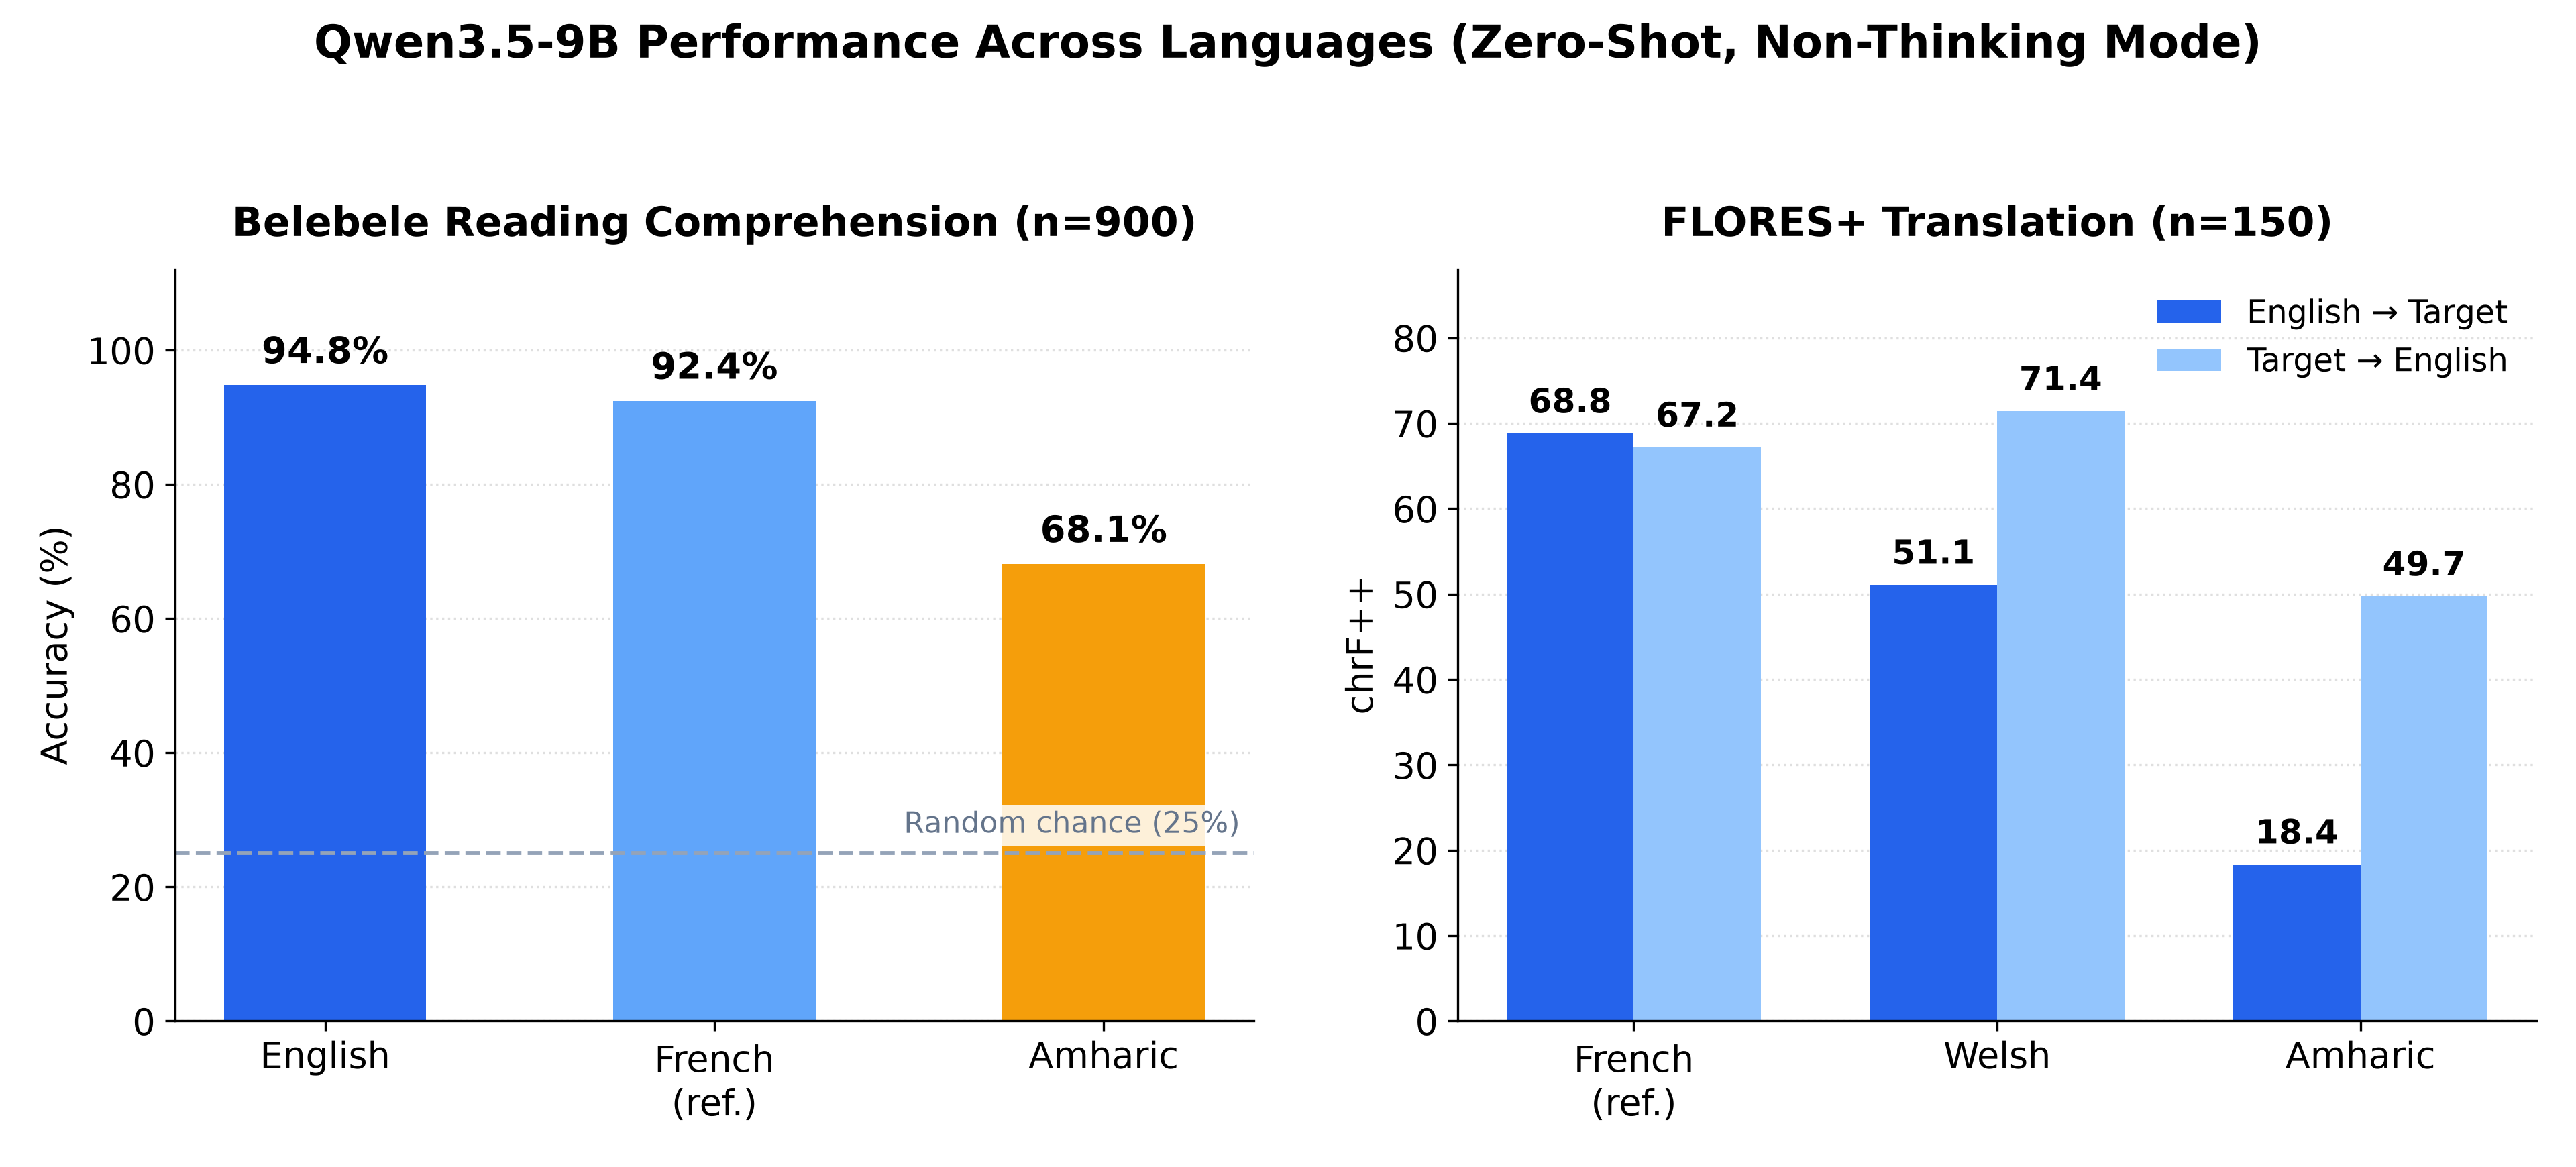 Qwen3.5-9B Performance Across Languages (Zero-Shot, Non-Thinking Mode)
Belebele Reading Comprehension (n=900)
Accuracy (%)
100
80
60
40
20
0
94.8%
92.4%
68.1%
Random chance (25%)
English
French
(ref.)
Amharic
FLORES+ Translation (n=150)
chrF++
80
70
60
50
40
30
20
10
0
English → Target
Target → English
68.8
67.2
51.1
71.4
18.4
49.7
French
(ref.)
Welsh
Amharic